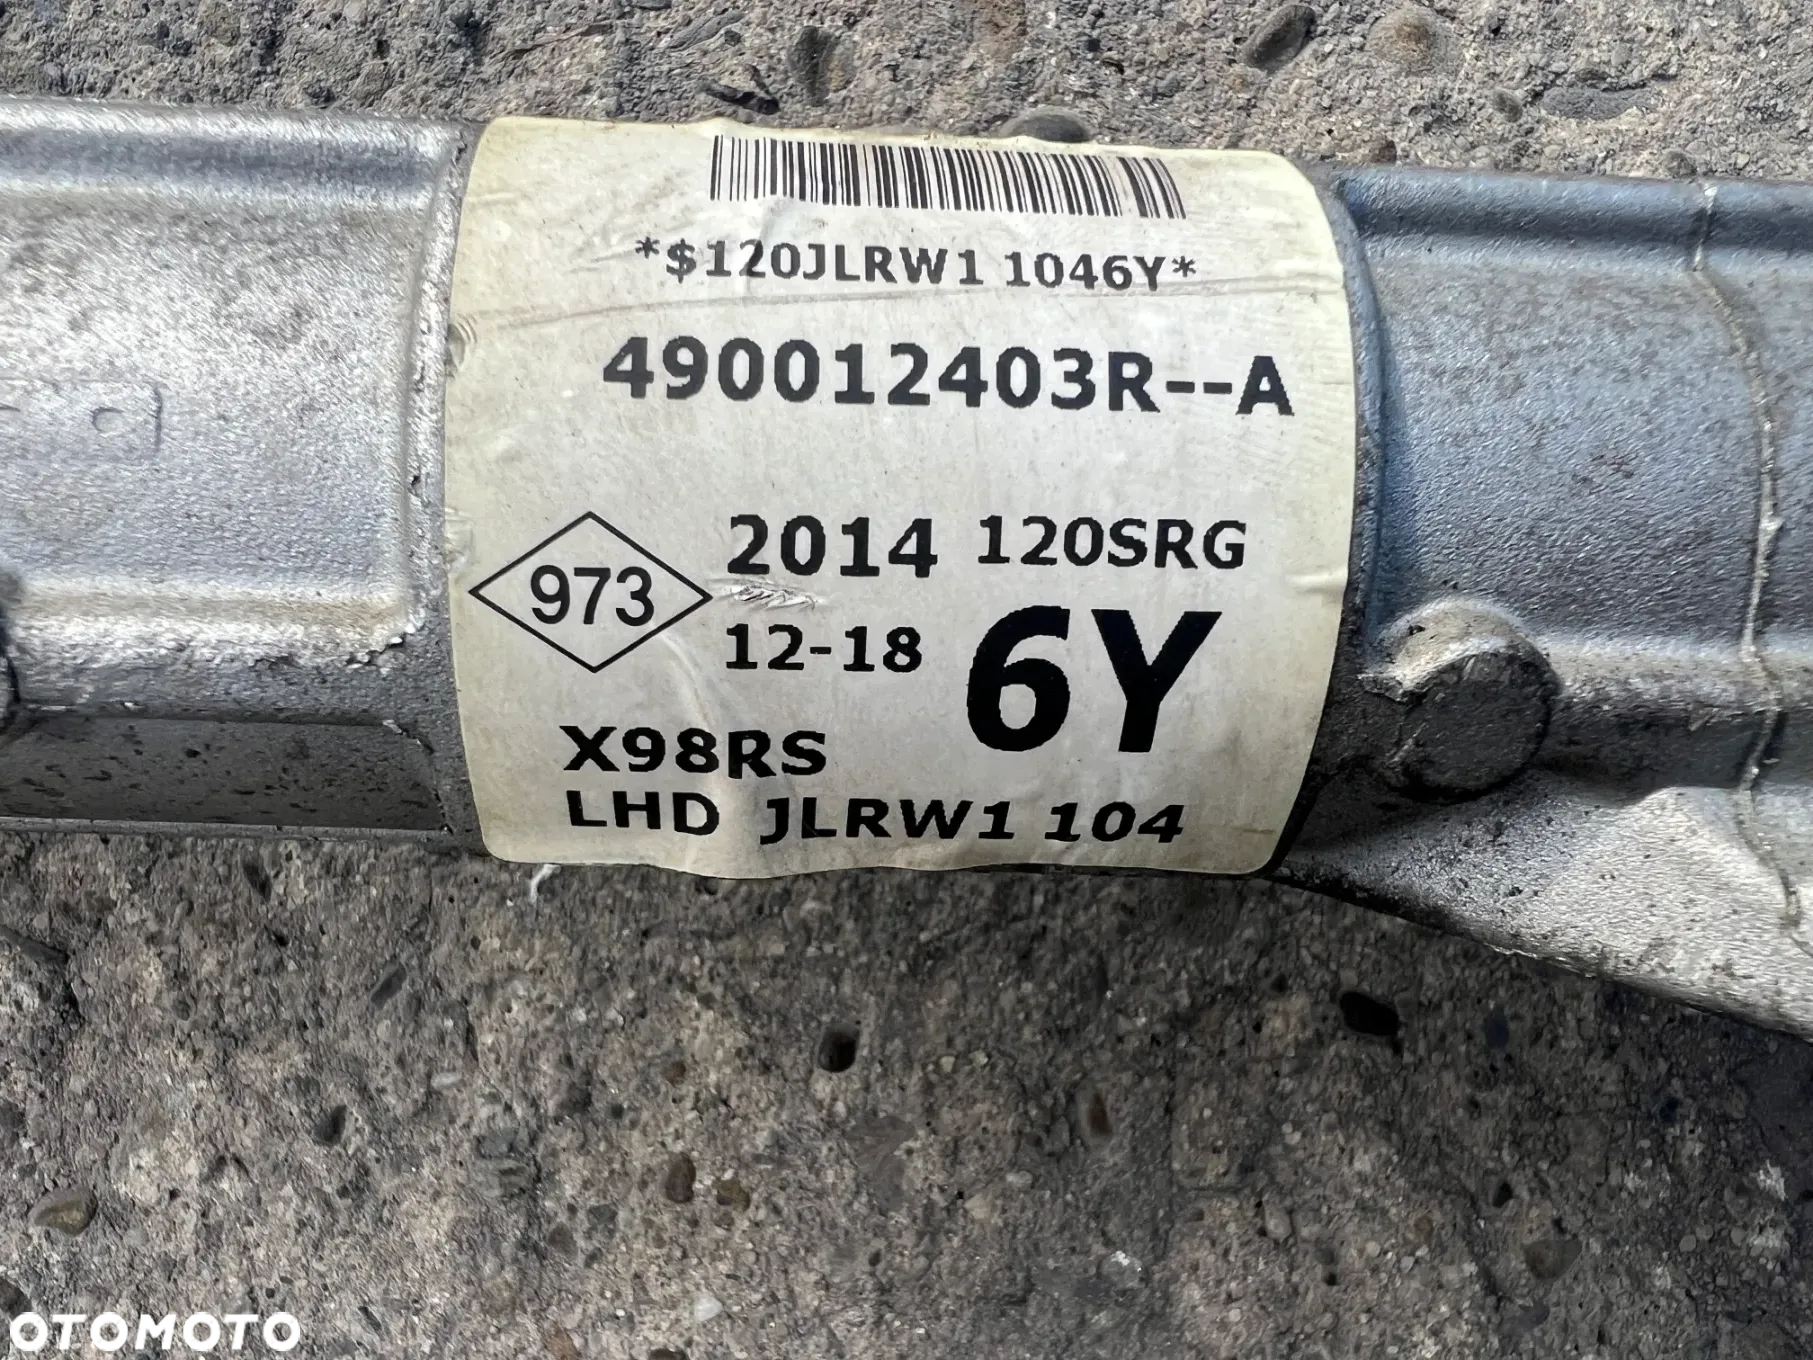 *$120JLRW1 1046Y*
490012403R--A
973
2014 120SRG
12-18 6Y
X98RS
LHD JLRW1 104
OTOMOTO